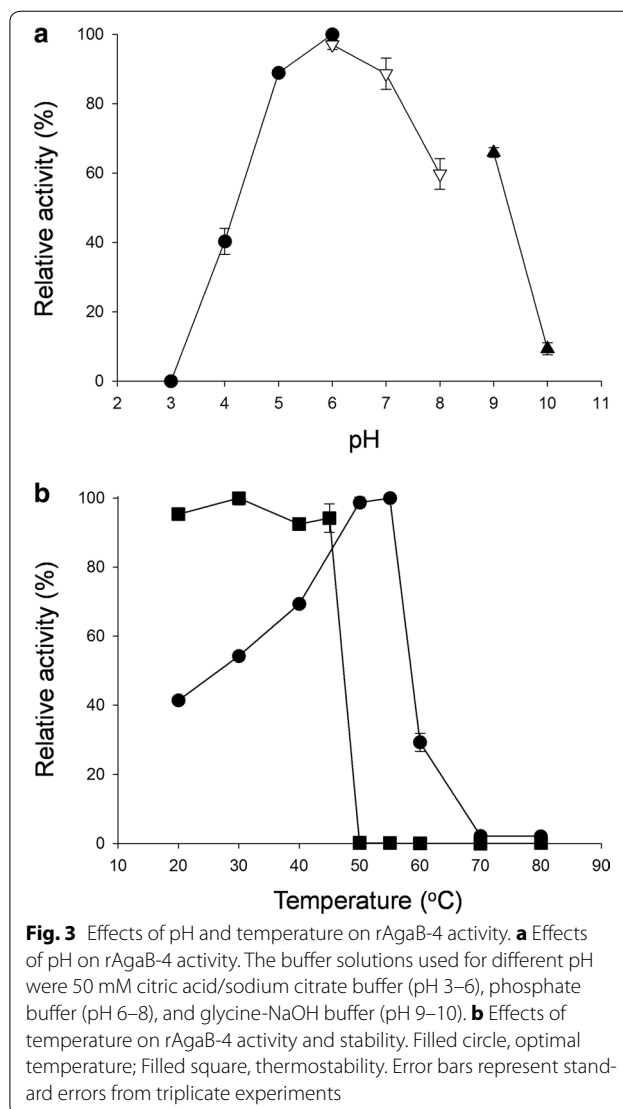 a
Relative activity (%)
100
80
60
40
20
0
2 3 4 5 6 7 8 9 10 11
pH
b
Relative activity (%)
100
80
60
40
20
0
10 20 30 40 50 60 70 80 90
Temperature (°C)
Fig. 3 Effects of pH and temperature on rAgaB-4 activity. a Effects
of pH on rAgaB-4 activity. The buffer solutions used for different pH
were 50 mM citric acid/sodium citrate buffer (pH 3–6), phosphate
buffer (pH 6–8), and glycine-NaOH buffer (pH 9–10). b Effects of
temperature on rAgaB-4 activity and stability. Filled circle, optimal
temperature; Filled square, thermostability. Error bars represent stand-
ard errors from triplicate experiments